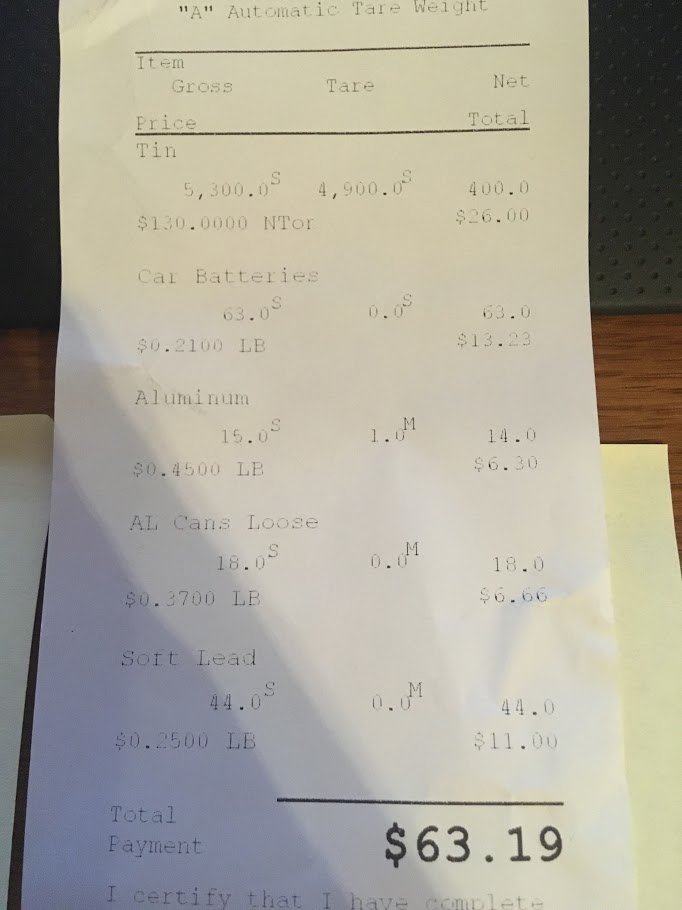 "A" Automatic Tare Weight
Item
Gross Tare Net
Price Total
Tin
5,300.0S 4,900.0S 400.0
$130.0000 NTon
$26.00
Car Batteries
63.0S 0.0S 63.0
$0.2100 LB $13.23
Aluminum
15.0S 1.0M 14.0
$0.4500 LB $6.30
AL Cans Loose
18.0S 0.0M 18.0
$0.3700 LB $6.66
Soft Lead
44.0S 0.0M 44.0
$0.2500 LB $11.00
Total
Payment $63.19
I certify that I have complete